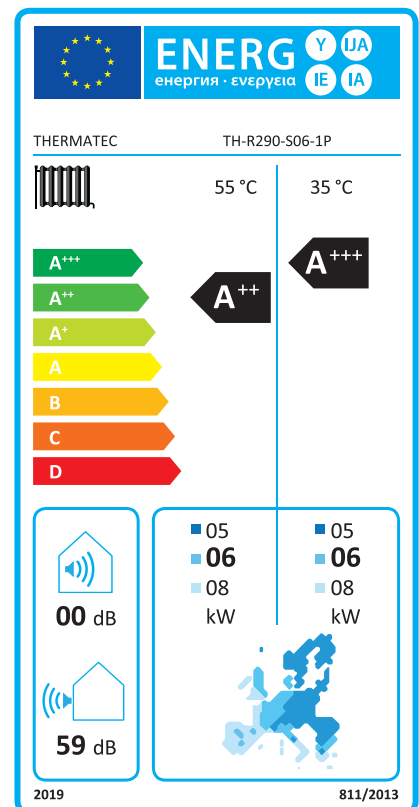 ENERG Y IJA
енергия · ενεργεια IE IA
THERMATEC TH-R290-S06-1P
55 °C 35 °C
A+++
A++
A+
A
B
C
D
A++
A+++
00 dB
59 dB
05 05
06 06
08 08
kW kW
2019 811/2013